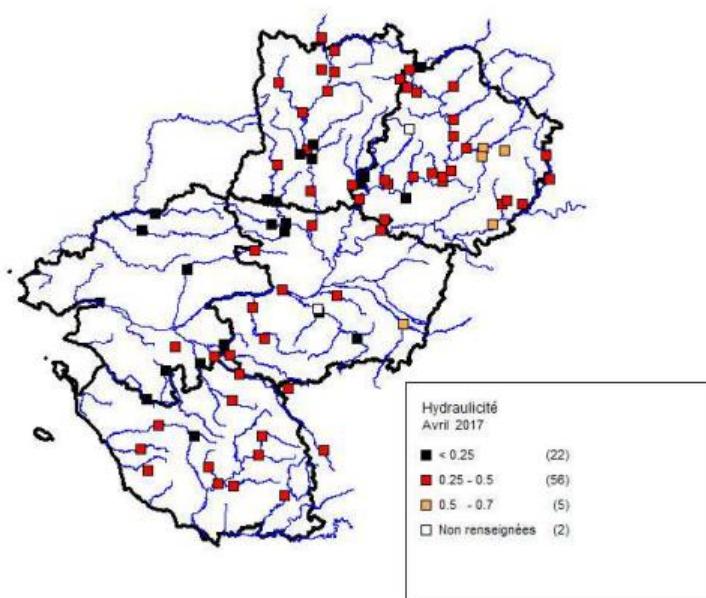 Hydraulicité
Avril 2017
< 0.25 (22)
0.25 - 0.5 (56)
0.5 - 0.7 (5)
Non renseignées (2)